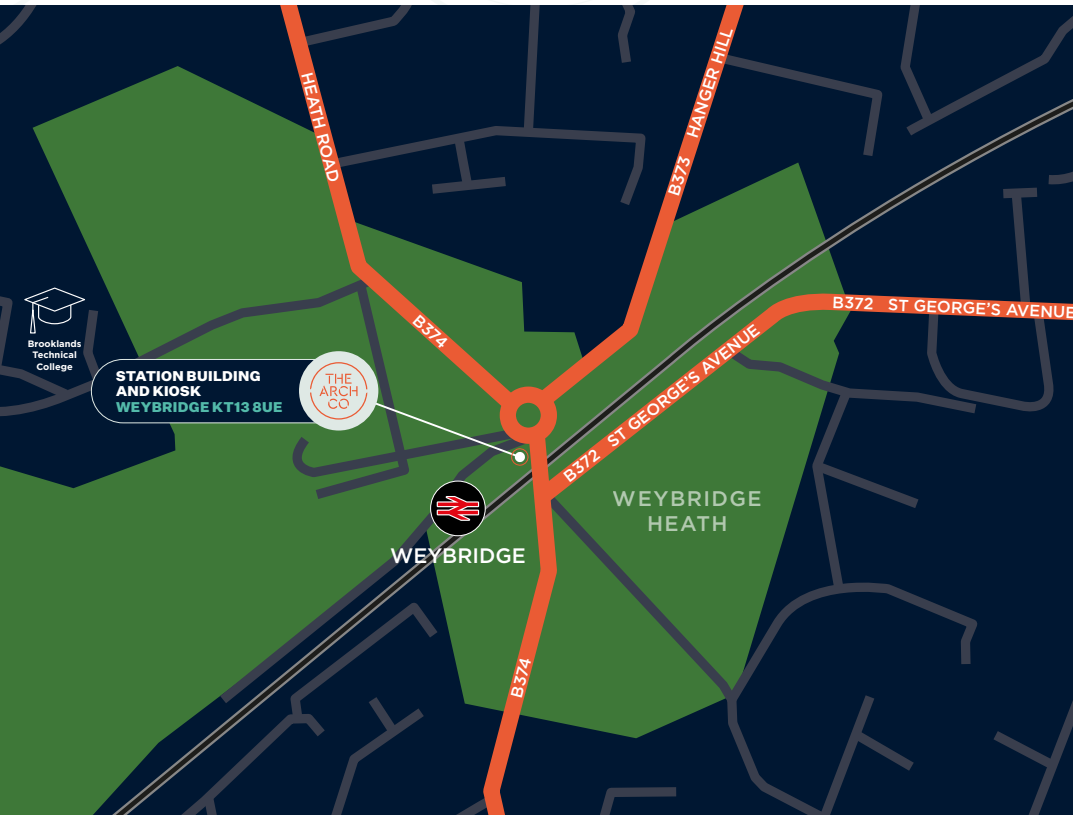 HEATH ROAD
B373 HANGER HILL
B372 ST GEORGE'S AVENUE
B374
Brooklands
Technical
College
STATION BUILDING
AND KIOSK
WEYBRIDGE KT13 8UE
THE
ARCH
CO
B372 ST GEORGE'S AVENUE
WEYBRIDGE
HEATH
WEYBRIDGE
B374